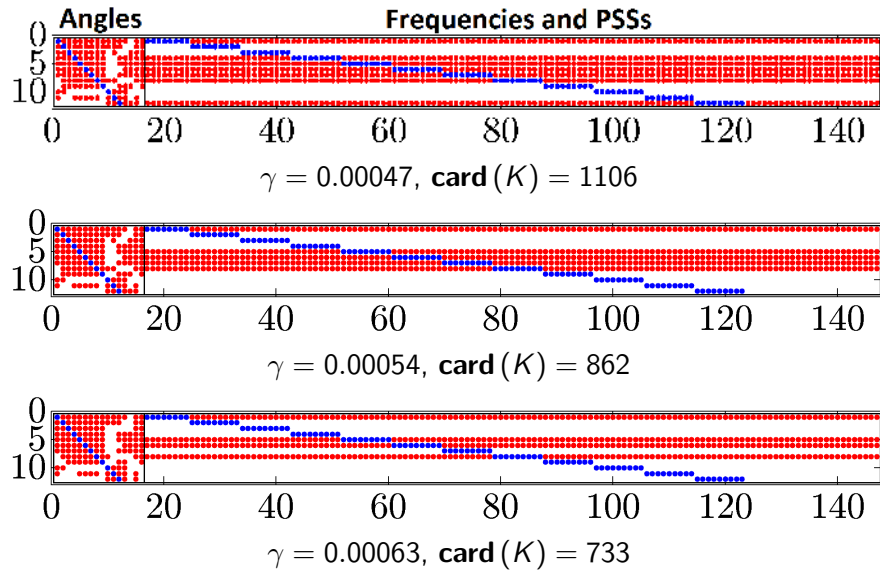 Angles Frequencies and PSSs
0
5
10
0 20 40 60 80 100 120 140
γ = 0.00047, card (K) = 1106
0
5
10
0 20 40 60 80 100 120 140
γ = 0.00054, card (K) = 862
0
5
10
0 20 40 60 80 100 120 140
γ = 0.00063, card (K) = 733